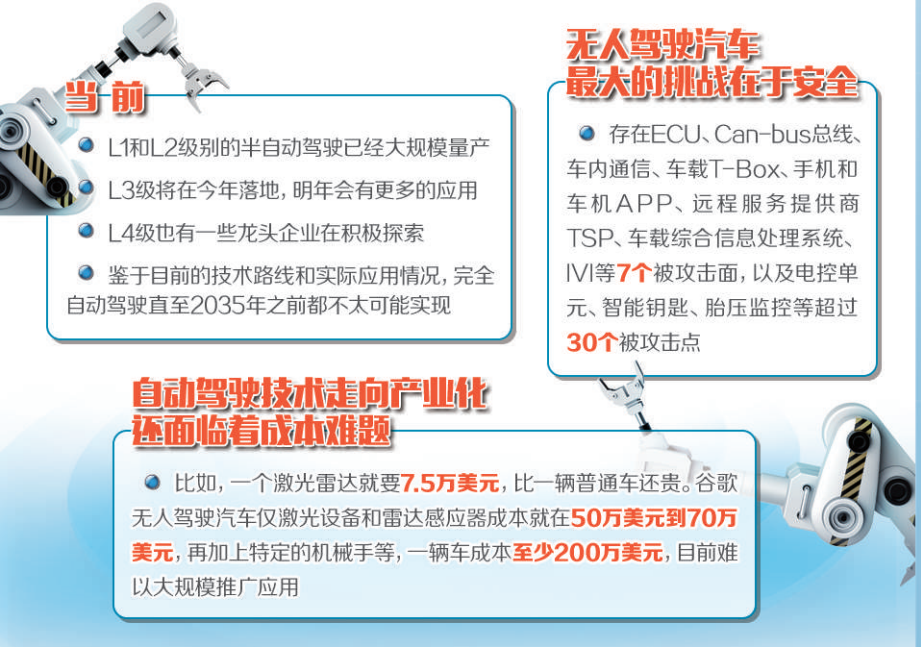 当前
L1和L2级别的半自动驾驶已经大规模量产
L3级将在今年落地，明年会有更多的应用
L4级也有一些龙头企业在积极探索
鉴于目前的技术路线和实际应用情况，完全
自动驾驶直至2035年之前都不太可能实现
无人驾驶汽车
最大的挑战在于安全
存在ECU、Can-bus总线、
车内通信、车载T-Box、手机和
车机APP、远程服务提供商
TSP、车载综合信息处理系统、
IVI等7个被攻击面，以及电控单
元、智能钥匙、胎压监控等超过
30个被攻击点
自动驾驶技术走向产业化
还面临着成本难题
比如，一个激光雷达就要7.5万美元，比一辆普通车还贵。谷歌
无人驾驶汽车仅激光设备和雷达感应器成本就在50万美元到70万
美元，再加上特定的机械手等，一辆车成本至少200万美元，目前难
以大规模推广应用